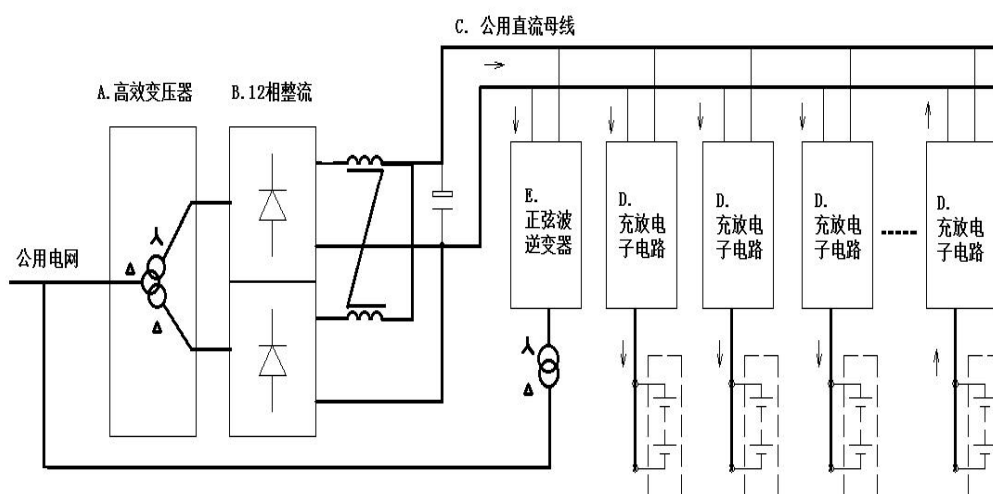 C. 公用直流母线
A.高效变压器
B.12相整流
公用电网
Δ
Δ
E.
正弦波
逆变器
Δ
D.
充放电
子电路
D.
充放电
子电路
D.
充放电
子电路
D.
充放电
子电路